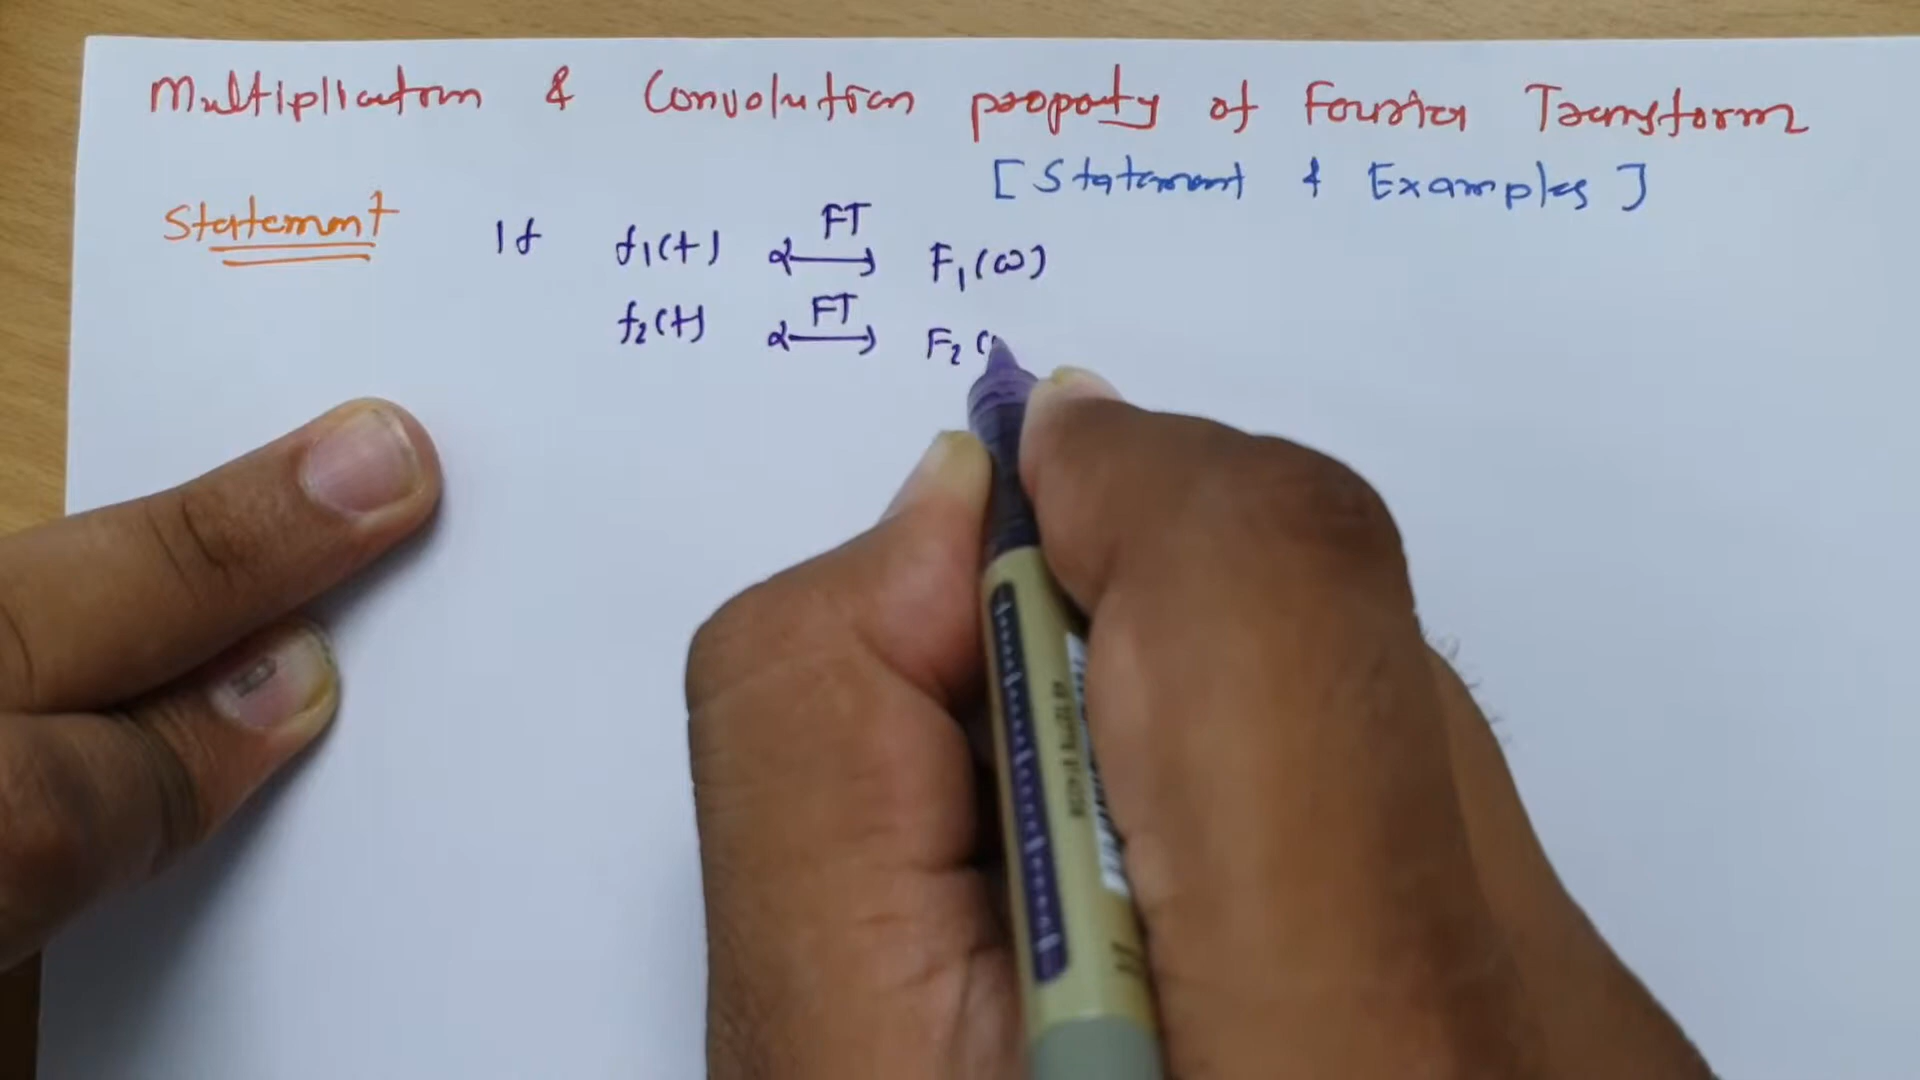 Multiplication & Convolution property of Fourier Transform
[Statement & Examples]
Statement If f₁(t) ⟷ FT F₁(ω)
f₂(t) ⟷ FT F₂(